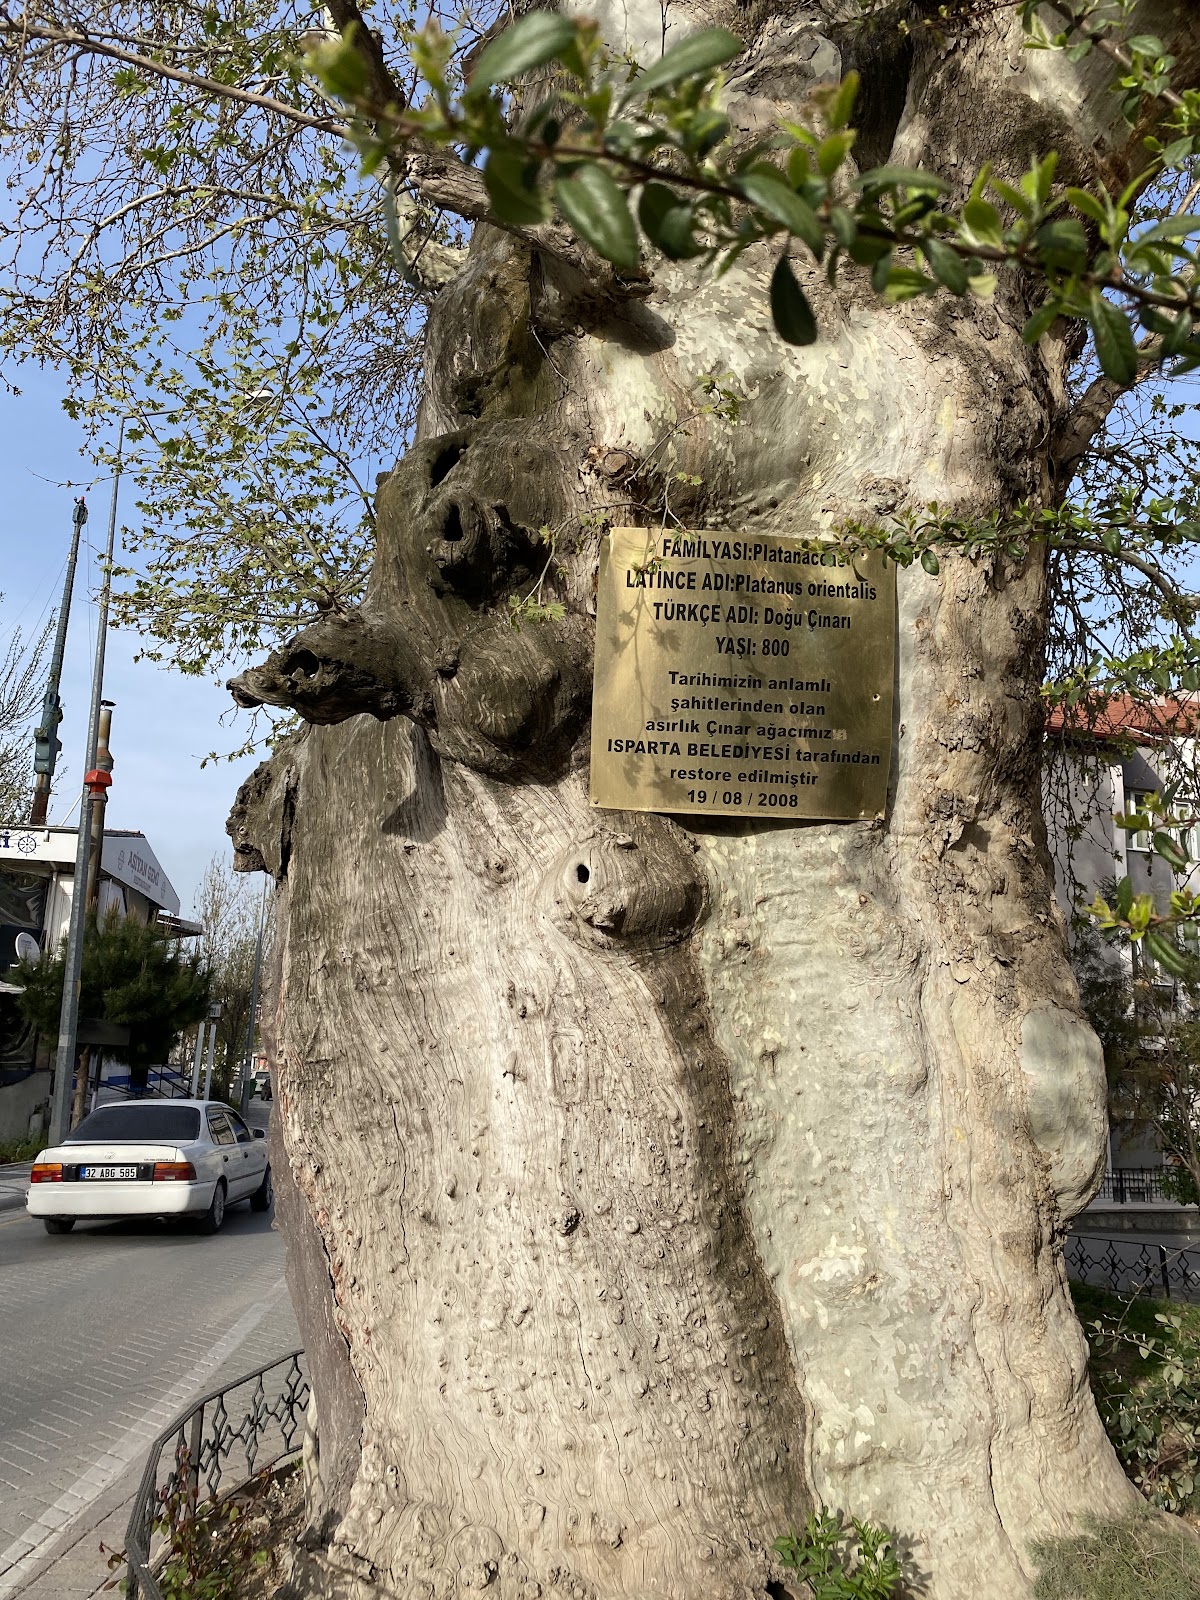 FAMİLYASI:Platanaceae
LATİNCE ADI:Platanus orientalis
TÜRKÇE ADI: Doğu Çınarı
YAŞI: 800
Tarihimizin anlamlı
şahitlerinden olan
asırlık Çınar ağacımız
ISPARTA BELEDİYESİ tarafından
restore edilmiştir
19 / 08 / 2008
32 ABG 585